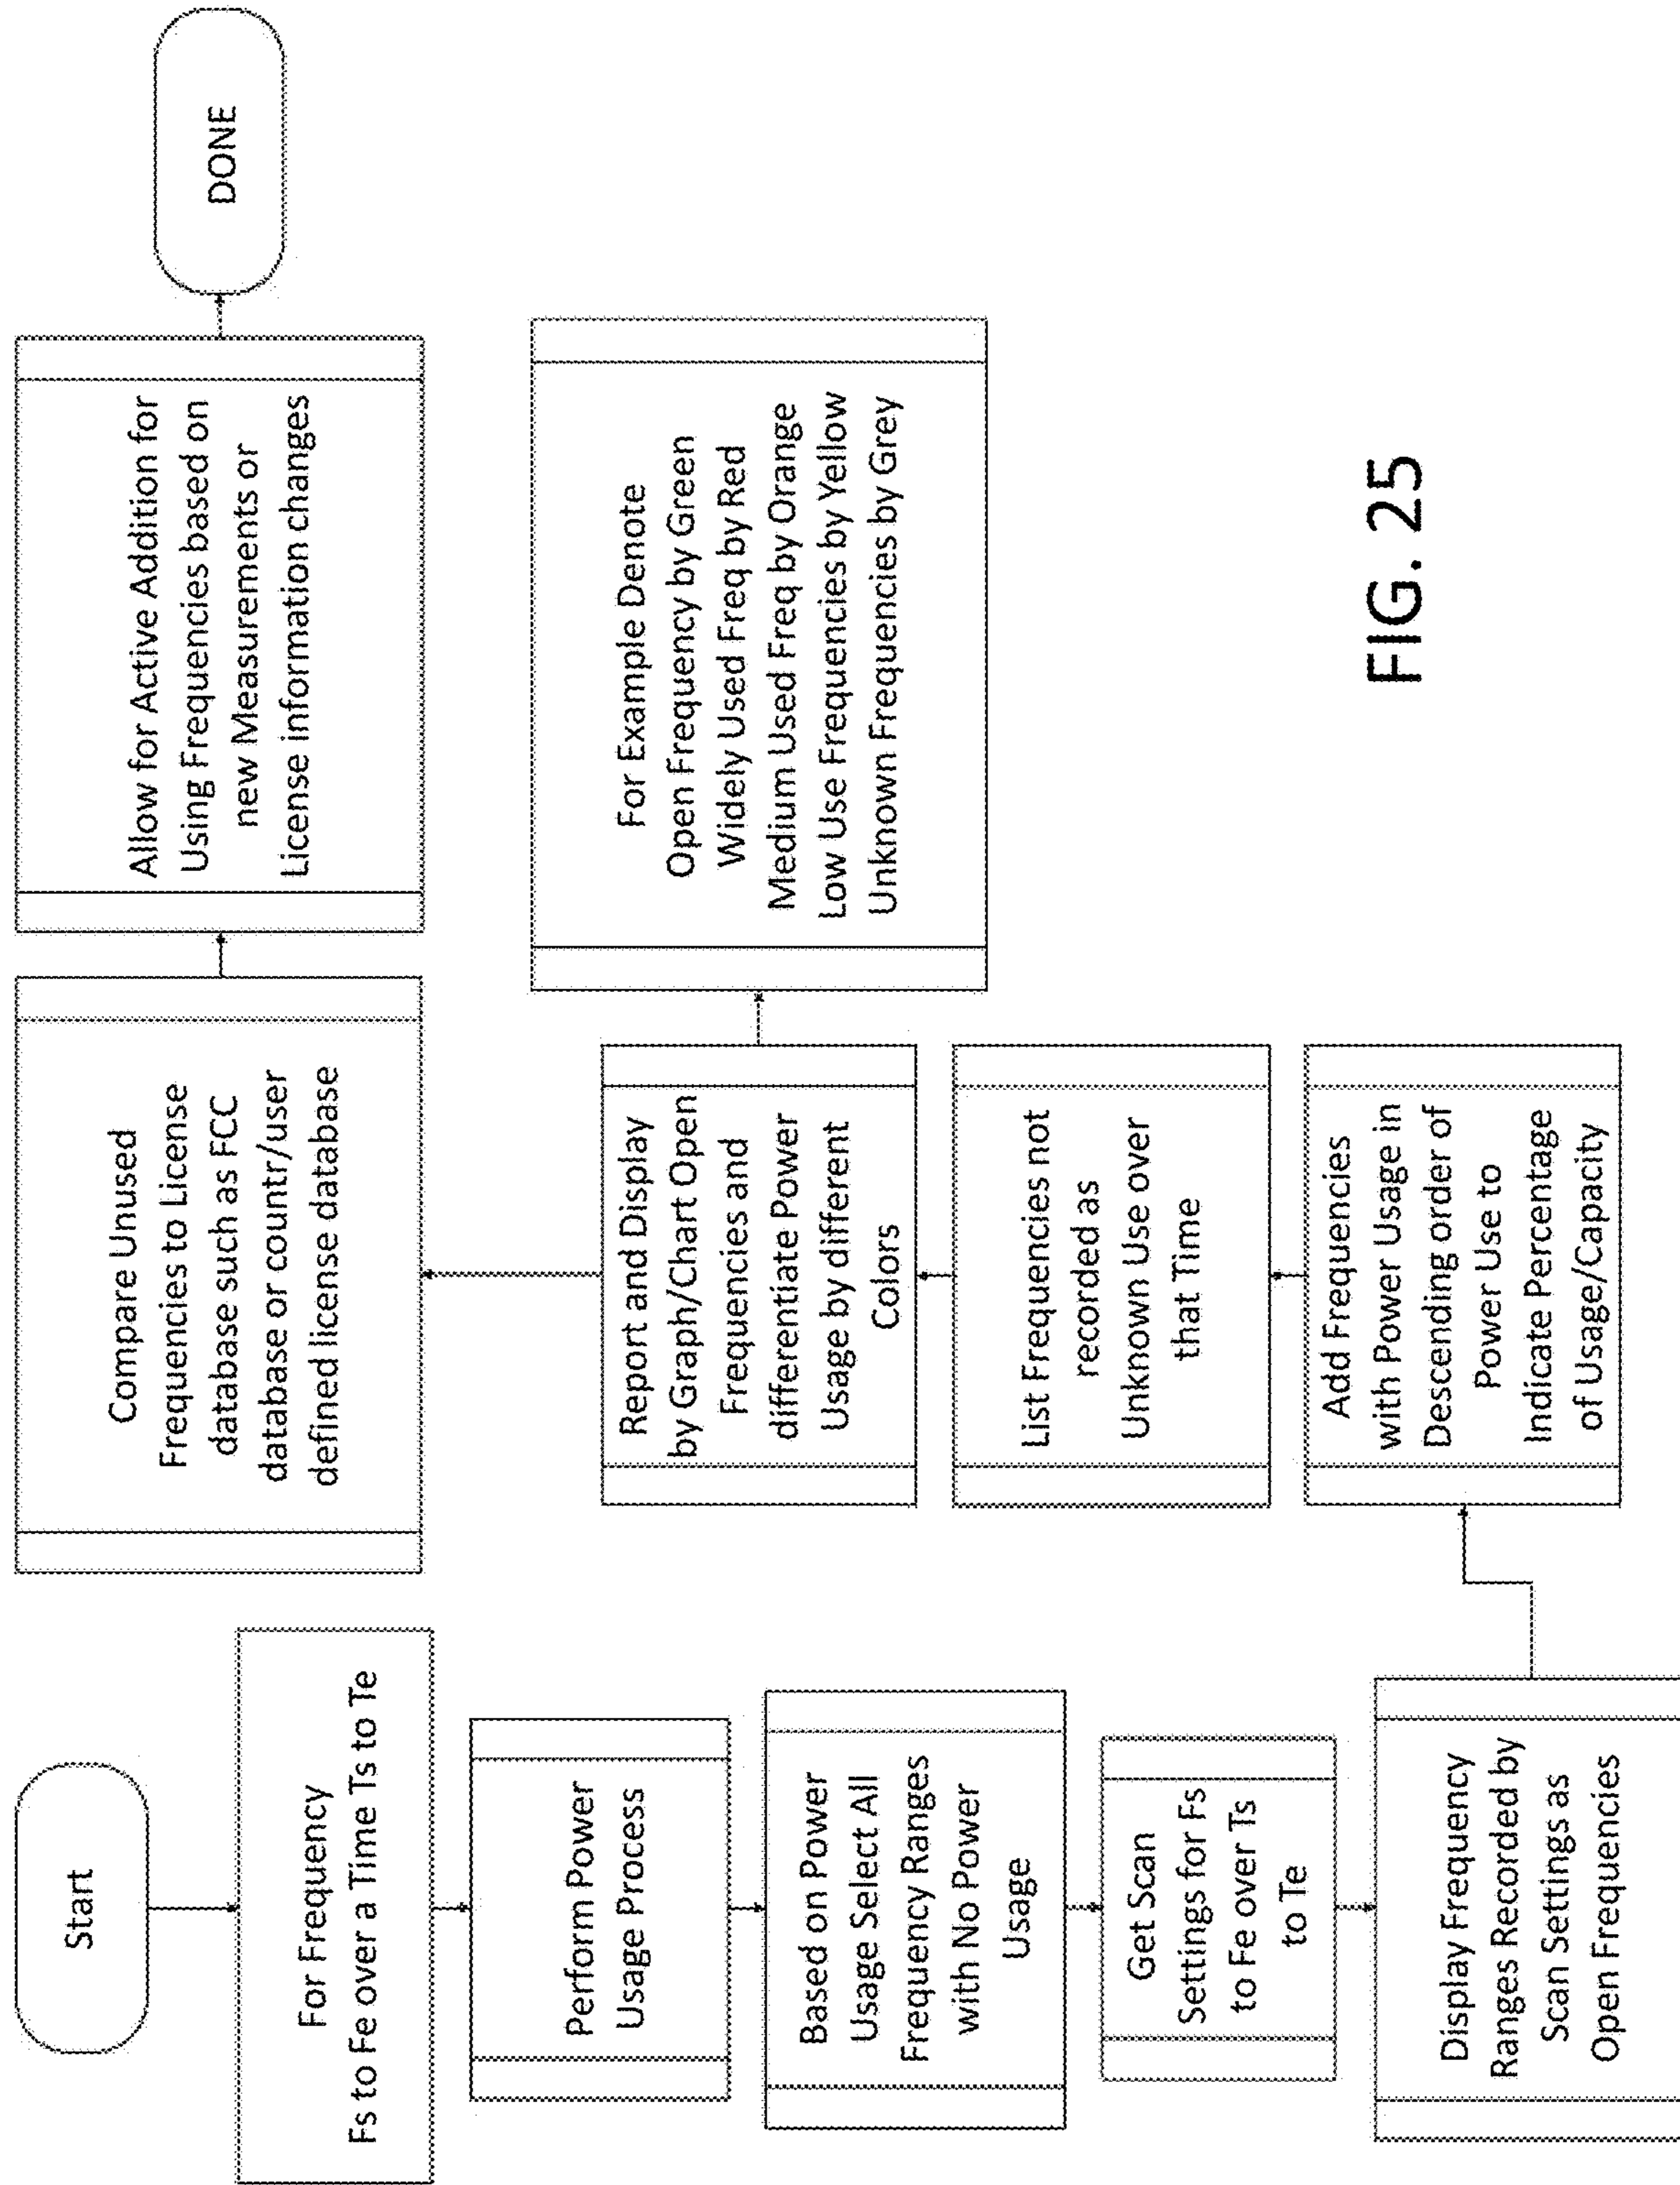 Start
For Frequency
Fs to Fe over a Time Ts to Te
Perform Power
Usage Process
Based on Power
Usage Select All
Frequency Ranges
with No Power
Usage
Get Scan
Settings for Fs
to Fe over Ts
to Te
Display Frequency
Ranges Recorded by
Scan Settings as
Open Frequencies
Add Frequencies
with Power Usage in
Descending order of
Power Use to
Indicate Percentage
of Usage/Capacity
List Frequencies not
recorded as
Unknown Use over
that Time
Report and Display
by Graph/Chart Open
Frequencies and
differentiate Power
Usage by different
Colors
For Example Denote
Open Frequency by Green
Widely Used Freq by Red
Medium Used Freq by Orange
Low Use Frequencies by Yellow
Unknown Frequencies by Grey
Compare Unused
Frequencies to License
database such as FCC
database or countr/user
defined license database
Allow for Active Addition for
Using Frequencies based on
new Measurements or
License information changes
DONE
FIG. 25